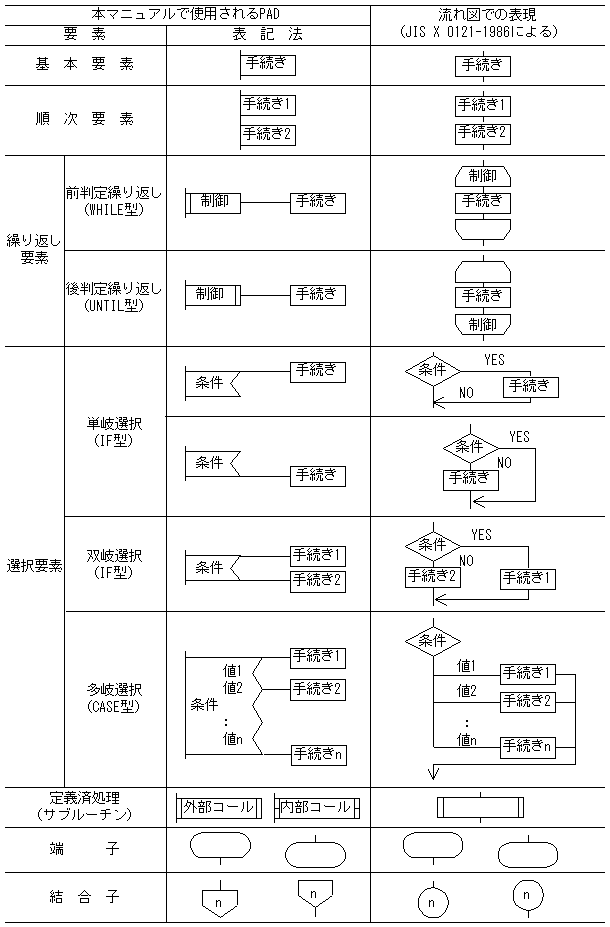 本マニュアルで使用されるPAD
流れ図での表現
(JIS X 0121-1986による)
要 素
表 記 法
基 本 要 素
手続き
手続き
順 次 要 素
手続き1
手続き2
手続き1
手続き2
繰り返し
要素
前判定繰り返し
(WHILE型)
制御
手続き
制御
手続き
後判定繰り返し
(UNTIL型)
制御
手続き
手続き
制御
選択要素
単岐選択
(IF型)
条件
手続き
条件
YES
手続き
NO
条件
手続き
条件
YES
NO
手続き
双岐選択
(IF型)
条件
手続き1
手続き2
条件
YES
NO
手続き2
手続き1
多岐選択
(CASE型)
条件
値1
値2
:
値n
手続き1
手続き2
手続きn
条件
値1
手続き1
値2
手続き2
:
値n
手続きn
定義済処理
(サブルーチン)
外部コール
内部コール
端 子
結 合 子
n
n
n
n